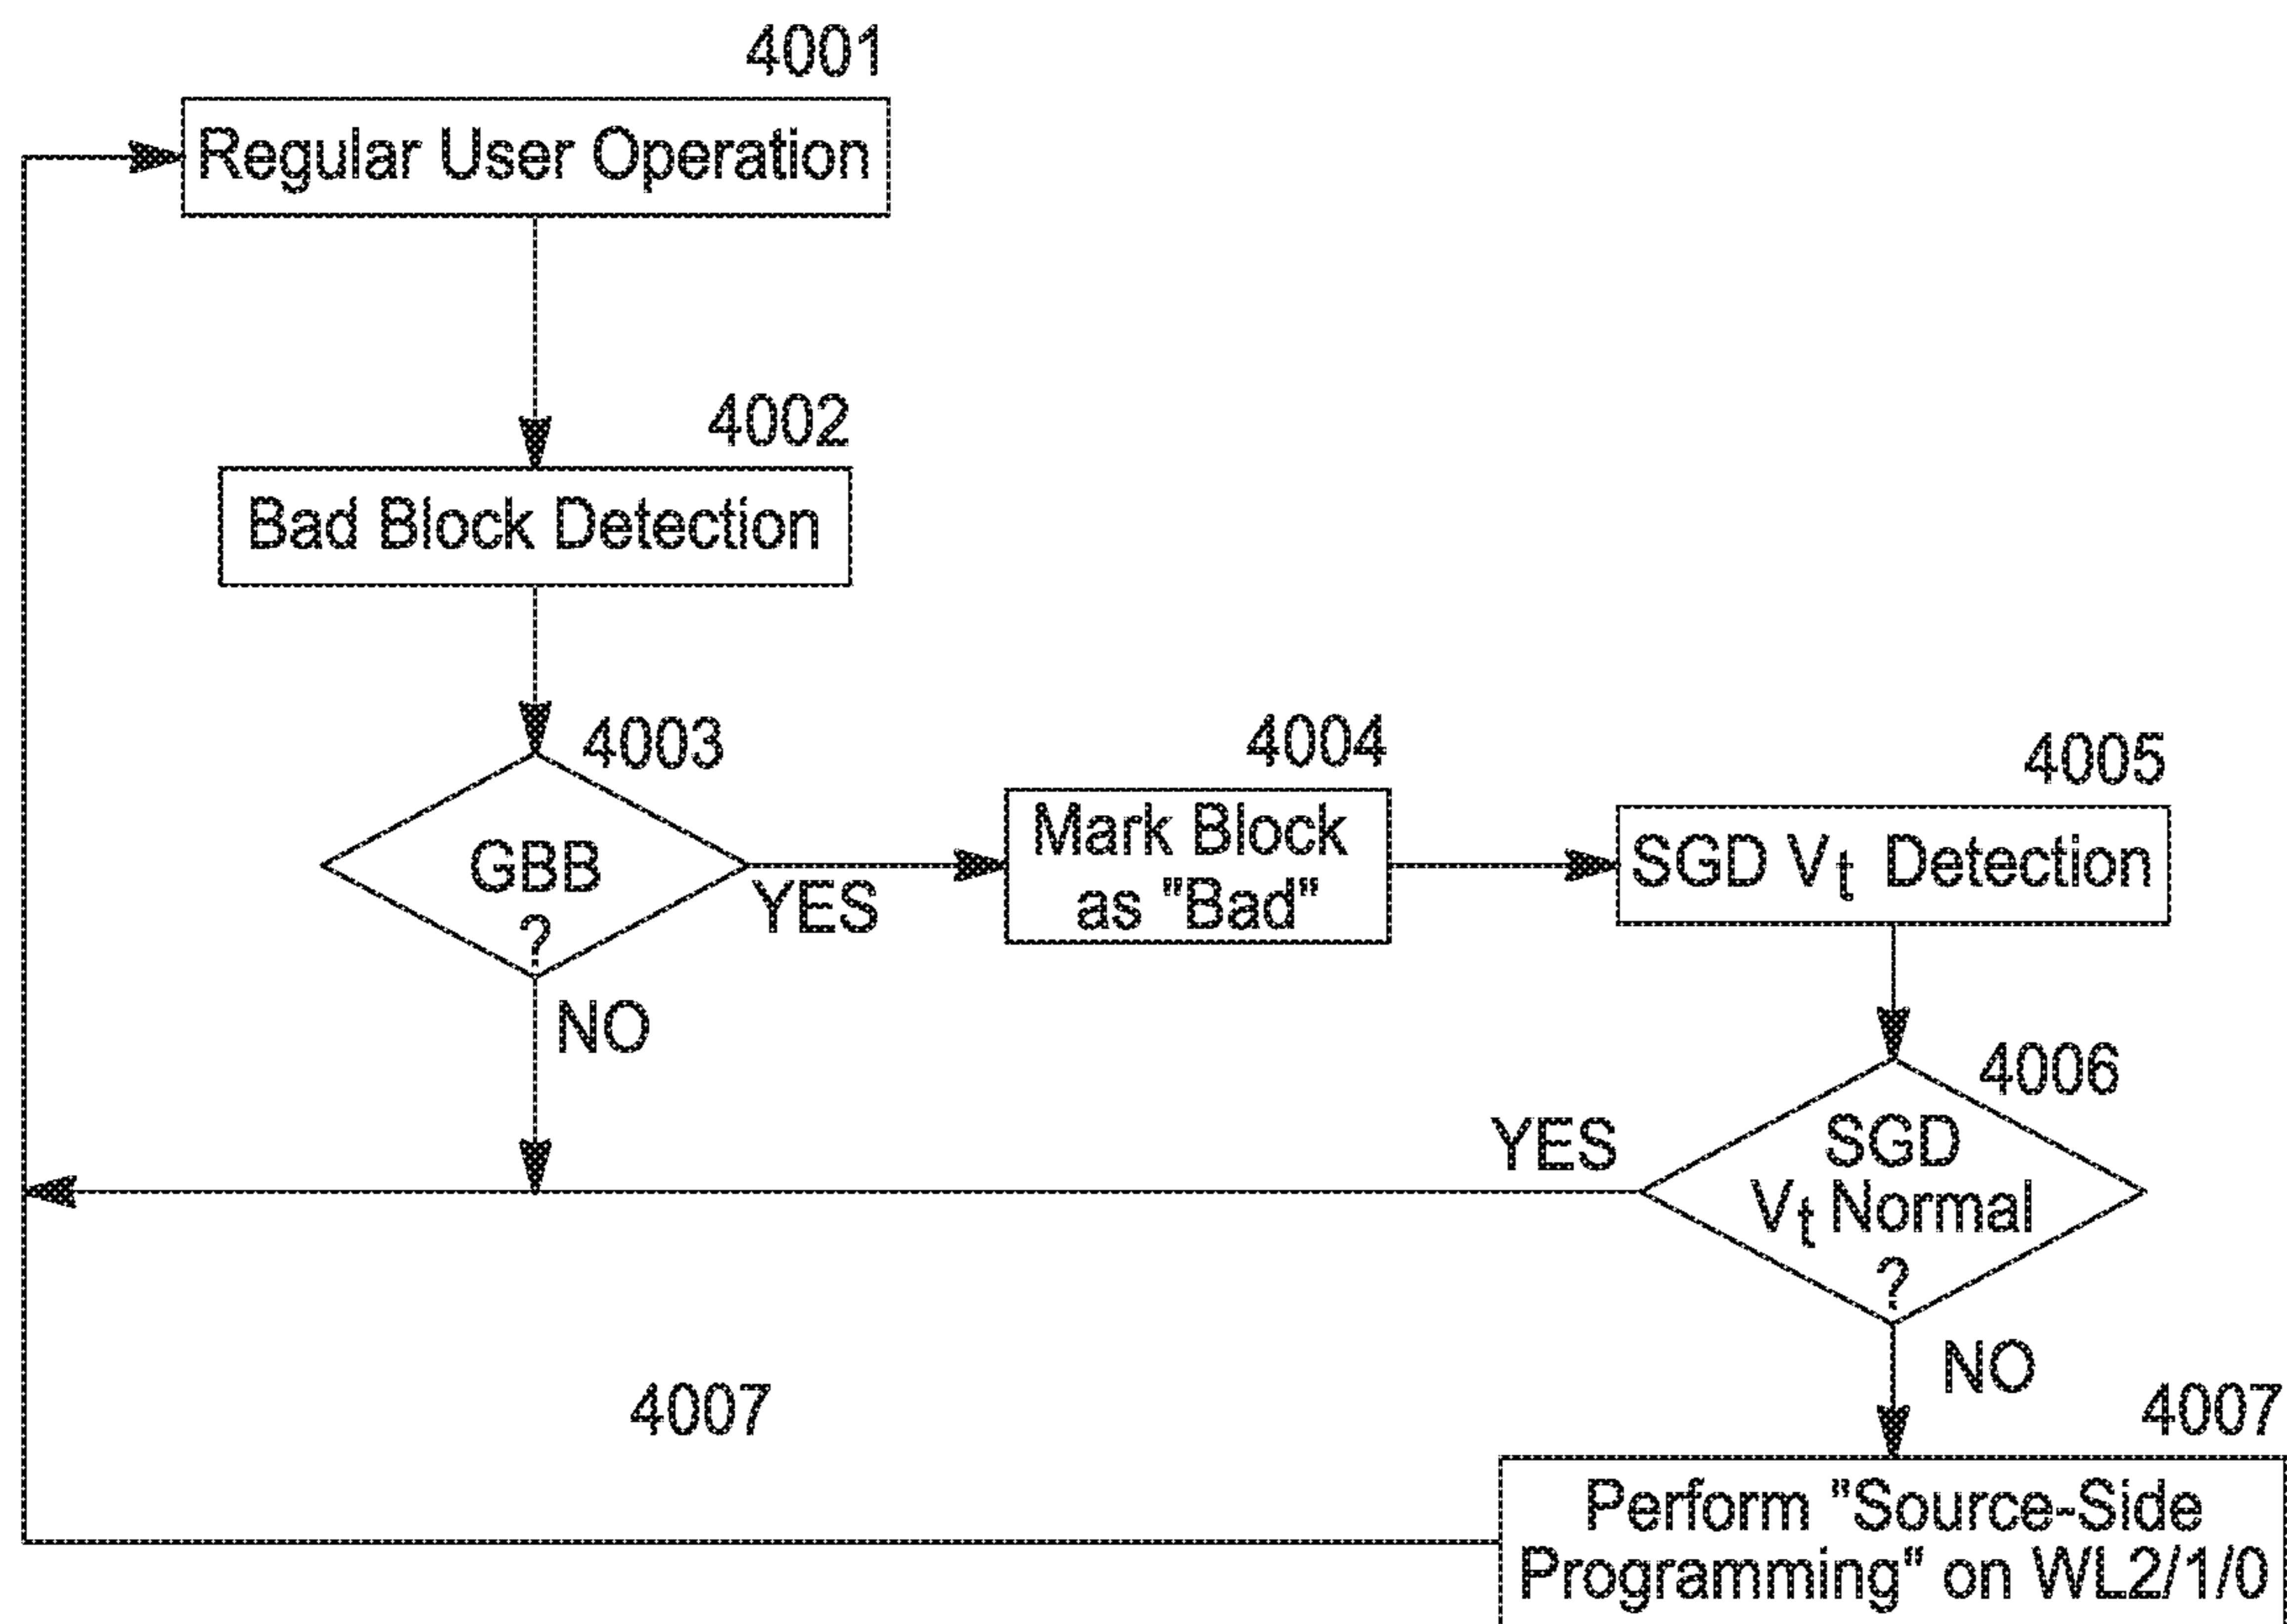 4001
Regular User Operation
4002
Bad Block Detection
4003
GBB
?
YES
NO
4004
Mark Block
as "Bad"
4005
SGD Vt Detection
4006
SGD
Vt Normal
?
YES
NO
4007
4007
Perform "Source-Side
Programming" on WL2/1/0